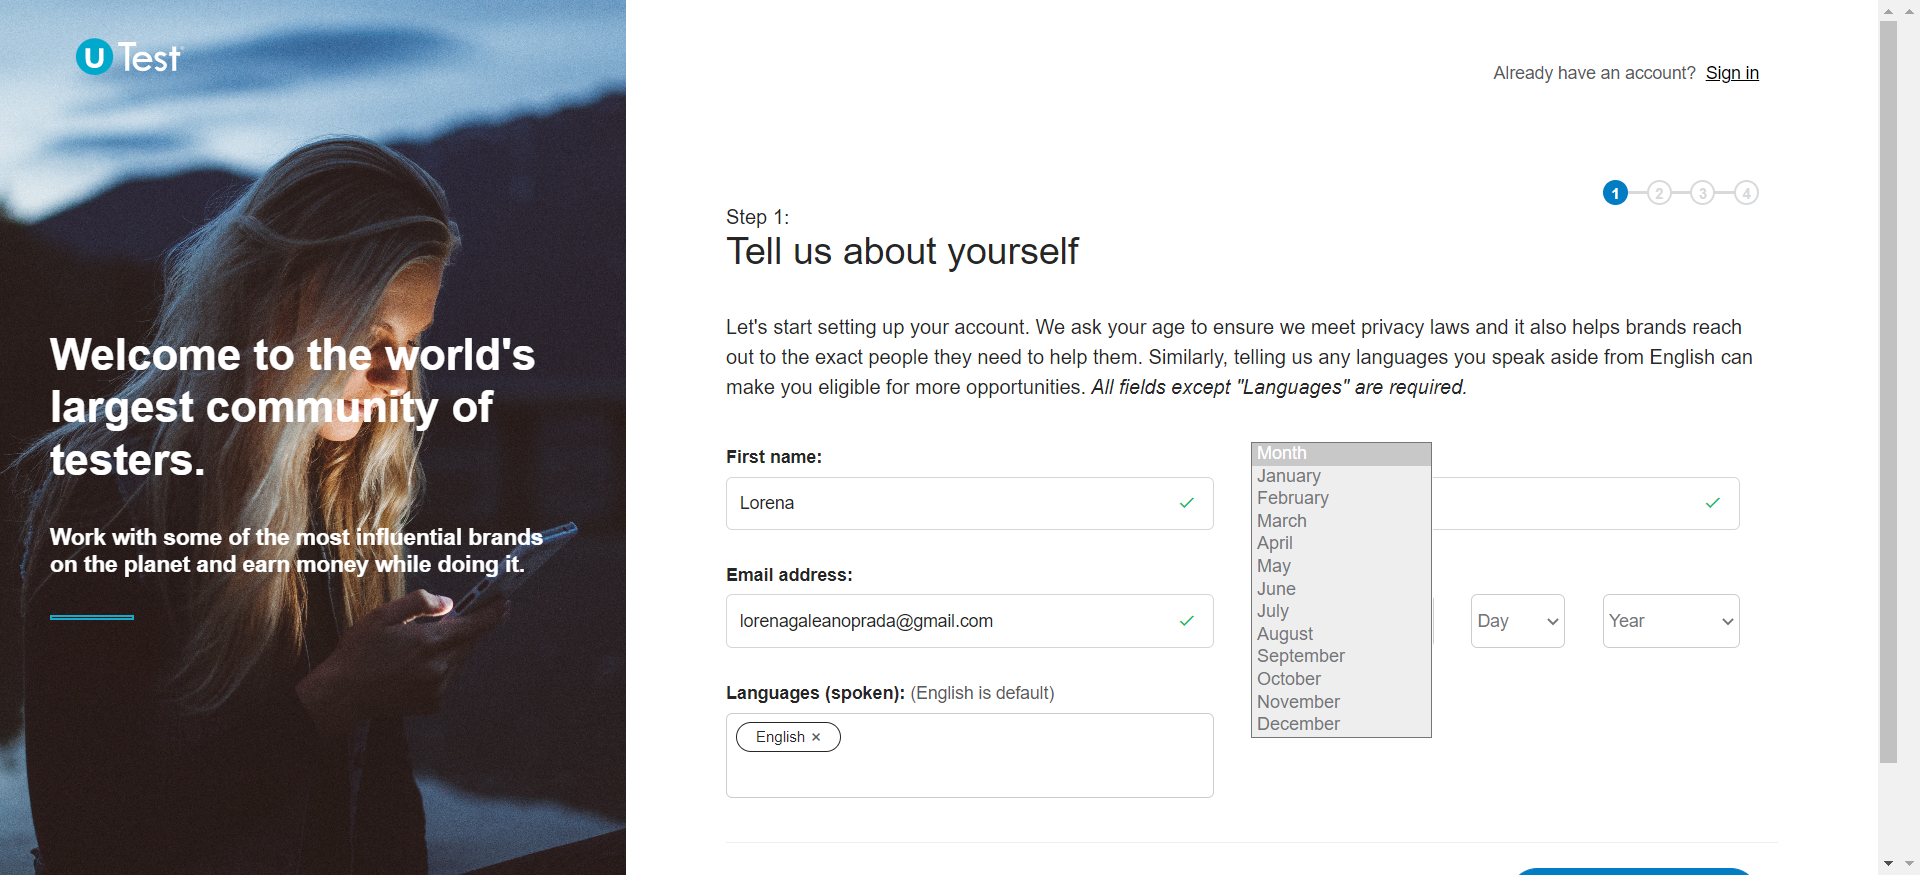 U Test
Already have an account? Sign in
1 2 3 4
Step 1:
Tell us about yourself
Let's start setting up your account. We ask your age to ensure we meet privacy laws and it also helps brands reach
out to the exact people they need to help them. Similarly, telling us any languages you speak aside from English can
make you eligible for more opportunities. All fields except "Languages" are required.
Welcome to the world's
largest community of
testers.
Work with some of the most influential brands
on the planet and earn money while doing it.
First name:
Lorena
Email address:
lorenagaleanoprada@gmail.com
Languages (spoken): (English is default)
English ×
Month
January
February
March
April
May
June
July
August
September
October
November
December
Day
Year